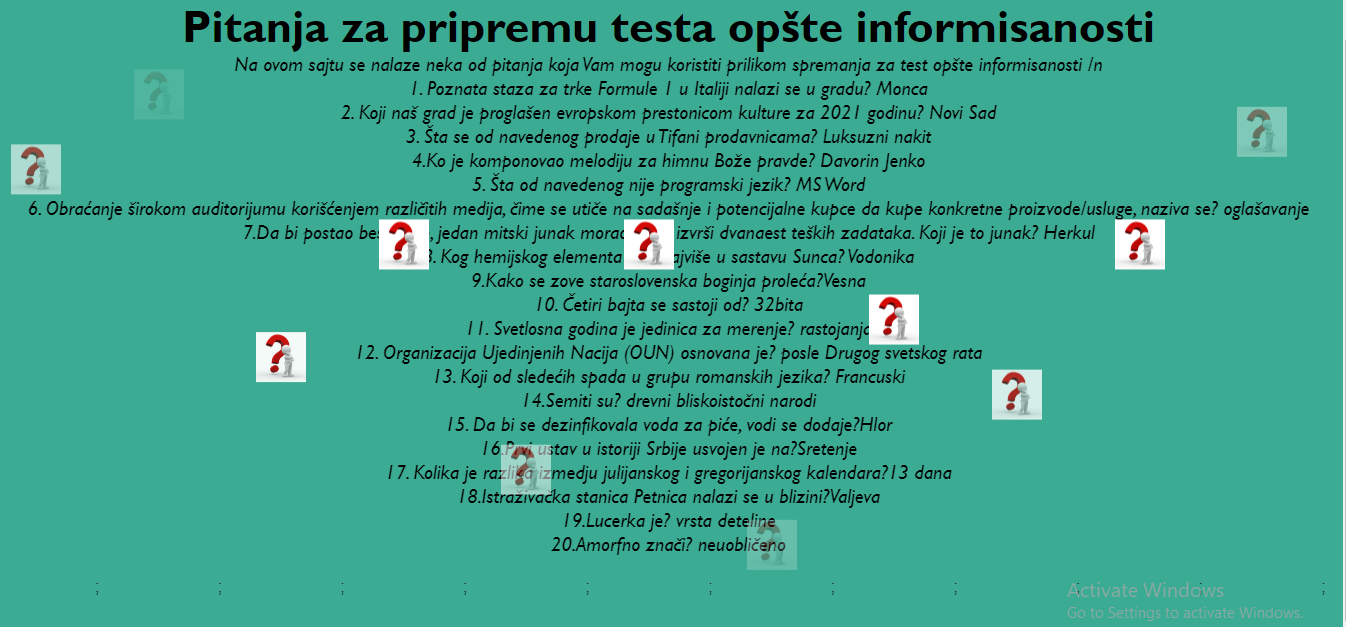 Pitanja za pripremu testa opšte informisanosti
Na ovom sajtu se nalaze neka od pitanja koja Vam mogu koristiti prilikom spremanja za test opšte informisanosti /n
1. Poznata staza za trke Formule 1 u Italiji nalazi se u gradu? Monca
2. Koji naš grad je proglašen evropskom prestonicom kulture za 2021 godinu? Novi Sad
3. Šta se od navedenog prodaje u Tifani prodavnicama? Luksuzni nakit
4.Ko je komponovao melodiju za himnu Bože pravde? Davorin Jenko
5. Šta od navedenog nije programski jezik? MS Word
6. Obraćanje širokom auditorijumu korišćenjem različitih medija, čime se utiče na sadašnje i potencijalne kupce da kupe konkretne proizvode/usluge, naziva se? oglašavanje
7.Da bi postao , jedan mitski junak izvrši dvanaest teških zadataka. Koji je to junak? Herkul
8. Kog hemijskog elementa u sastavu Sunca? Vodonika
9.Kako se zove staroslovenska boginja proleća?Vesna
10. Četiri bajta se sastoji od? 32bita
11. Svetlosna godina je jedinica za merenje? rastojanja
12. Organizacija Ujedinjenih Nacija (OUN) osnovana je? posle Drugog svetskog rata
13. Koji od sledećih spada u grupu romanskih jezika? Francuski
14.Semiti su? drevni bliskoistočni narodi
15. Da bi se dezinfikovala voda za piće, vodi se dodaje?Hlor
16.Prvi ustav u istoriji Srbije usvojen je na?Sretenje
17. Kolika je razlika izmedju julijanskog i gregorijanskog kalendara?13 dana
18.Istraživačka stanica Petnica nalazi se u blizini?Valjeva
19.Lucerka je? vrsta deteline
20.Amorfno znači? neuobličeno
; ; ; ; ; ; ; ; ; ; ;
Activate Windows
Go to Settings to activate Windows.